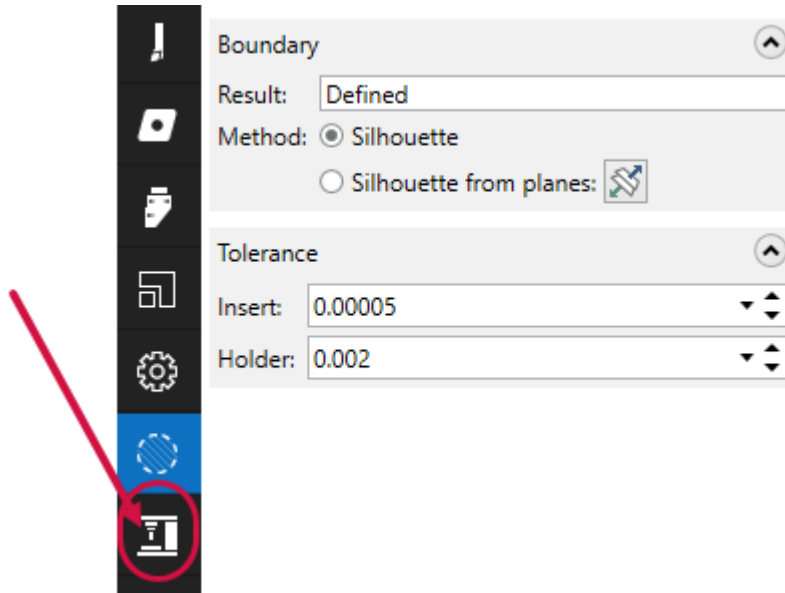 Boundary
Result: Defined
Method: Silhouette
Silhouette from planes:
Tolerance
Insert: 0.00005
Holder: 0.002